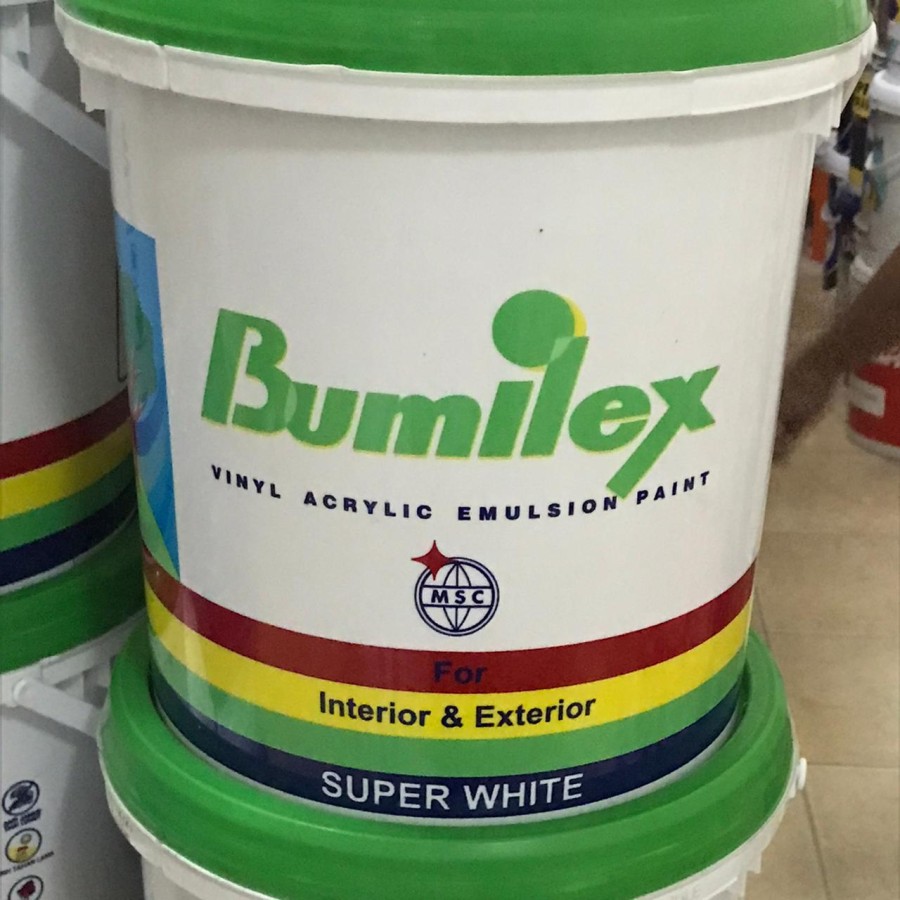 Bumilex
VINYL ACRYLIC EMULSION PAINT
MSC
For
Interior & Exterior
SUPER WHITE